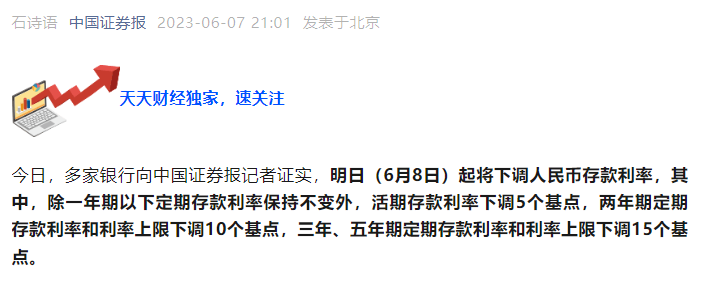 石诗语 中国证券报 2023-06-07 21:01 发表于北京
天天财经独家，速关注
今日，多家银行向中国证券报记者证实，明日（6月8日）起将下调人民币存款利率，其
中，除一年期以下定期存款利率保持不变外，活期存款利率下调5个基点，两年期定期
存款利率和利率上限下调10个基点，三年、五年期定期存款利率和利率上限下调15个基
点。